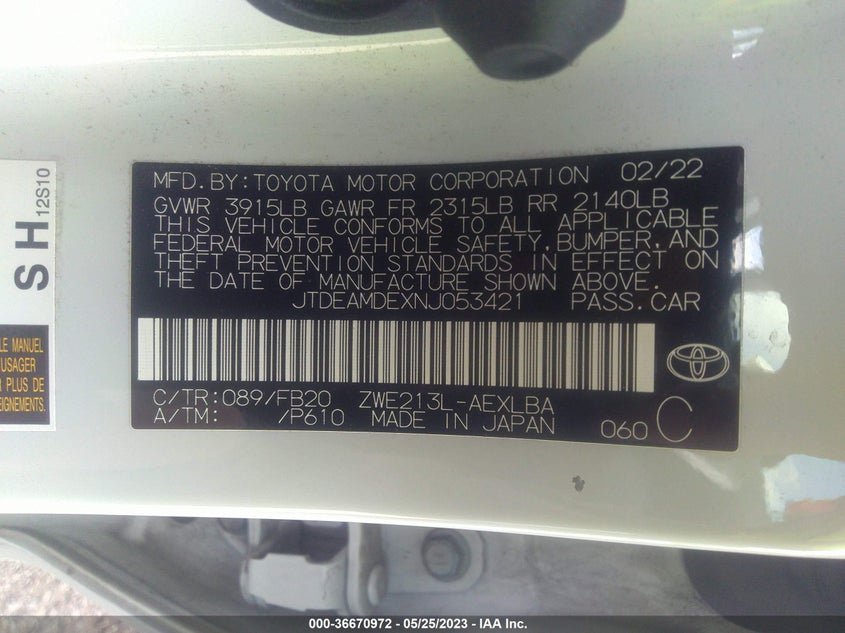 MFD. BY: TOYOTA MOTOR CORPORATION 02/22
GVWR 3915LB GAWR FR 2315LB RR 2140LB
THIS VEHICLE CONFORMS TO ALL APPLICABLE
FEDERAL MOTOR VEHICLE SAFETY, BUMPER, AND
THEFT PREVENTION STANDARDS IN EFFECT ON
THE DATE OF MANUFACTURE SHOWN ABOVE.
JTDEAMDEXNJ053421 PASS. CAR
C/TR: 089/FB20 ZWE213L-AEXLBA
A/TM: /P610 MADE IN JAPAN 060 C
SH
12S10
LE MANUEL
USAGER
PLUS DE
EIGNEMENTS.
000-36670972 - 05/25/2023 - IAA Inc.